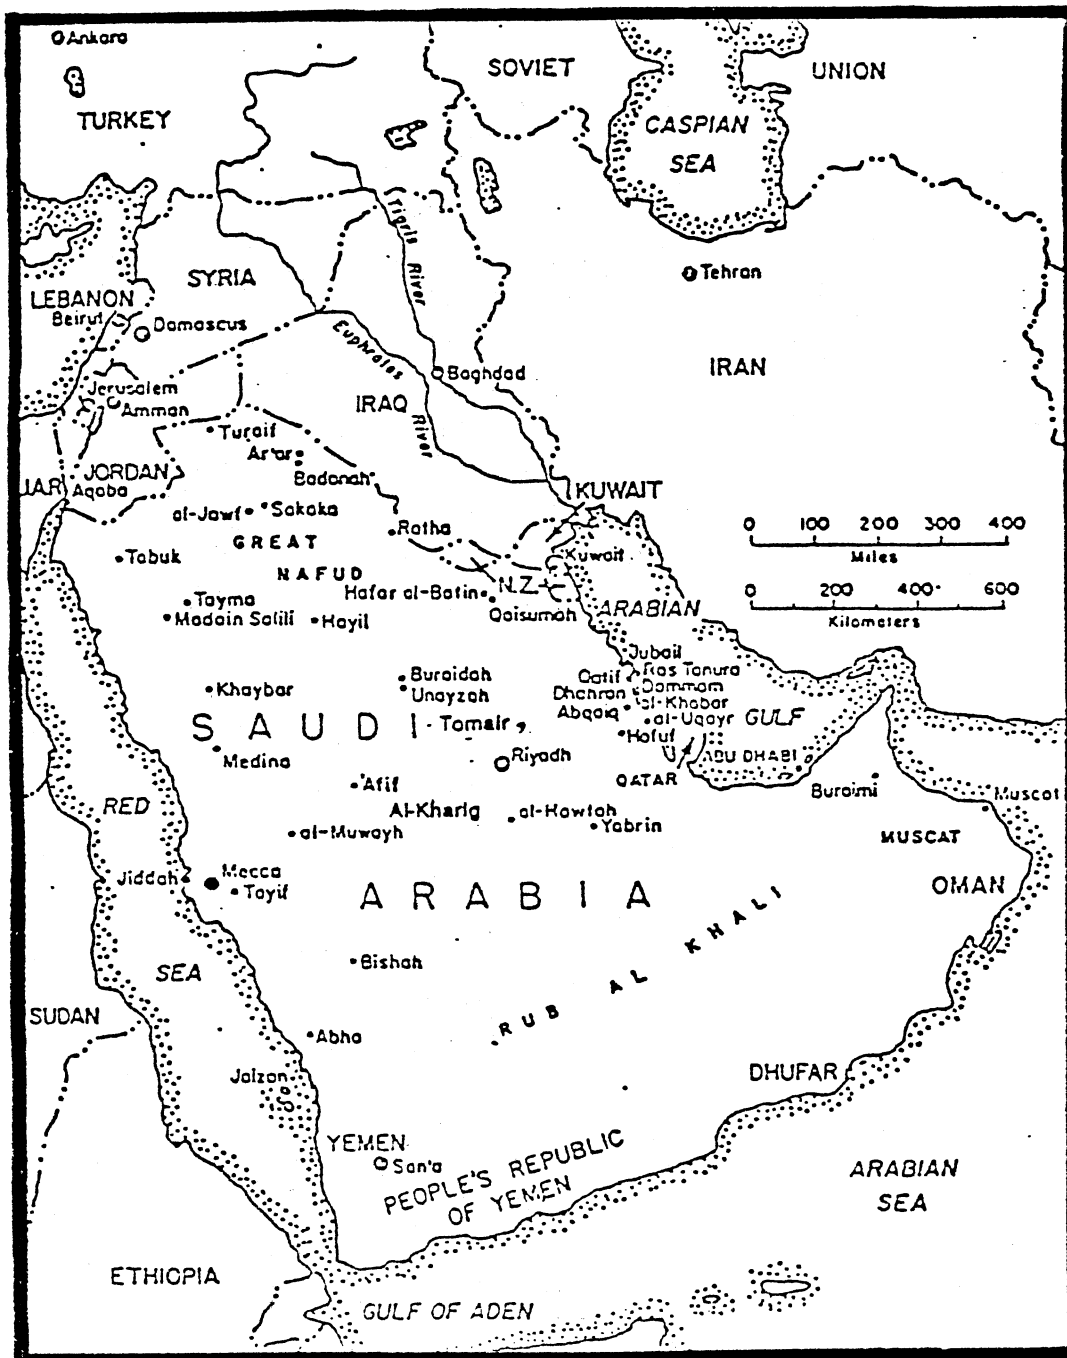 Ankara
SOVIET
UNION
TURKEY
CASPIAN
SEA
Tigris River
Tehran
SYRIA
LEBANON
Beirut
Damascus
Euphrates
River
IRAN
Baghdad
Jerusalem
Amman
IRAQ
Turaif
Ar'ar
Badanah
JORDAN
UAR
Aqaba
KUWAIT
al-Jawf
Sakaka
Rafha
0 100 200 300 400
Miles
GREAT
NAFUD
Tabuk
Kuwait
N.Z.
Hafar al-Batin
Qaisumah
ARABIAN
0 200 400 600
Kilometers
Tayma
Madain Salili
Hayil
Jubail
Qatif
Ras Tanura
Buraidah
Unayzah
Khaybar
Dhahran
Dammam
al-Khobar
Abqaiq
al-Uqayr
GULF
SAUDI
Tamair
Hofuf
Medina
Riyadh
ABU DHABI
QATAR
Afif
Buraimi
Muscat
RED
Al-Kharig
al-Hawtah
Yabrin
al-Muwayh
MUSCAT
Mecca
Jiddah
Tayif
OMAN
ARABIA
SEA
Bishah
RUB AL KHALI
SUDAN
Abha
Jaizan
DHUFAR
YEMEN
San'a
PEOPLE'S REPUBLIC
OF YEMEN
ARABIAN
SEA
ETHIOPIA
GULF OF ADEN